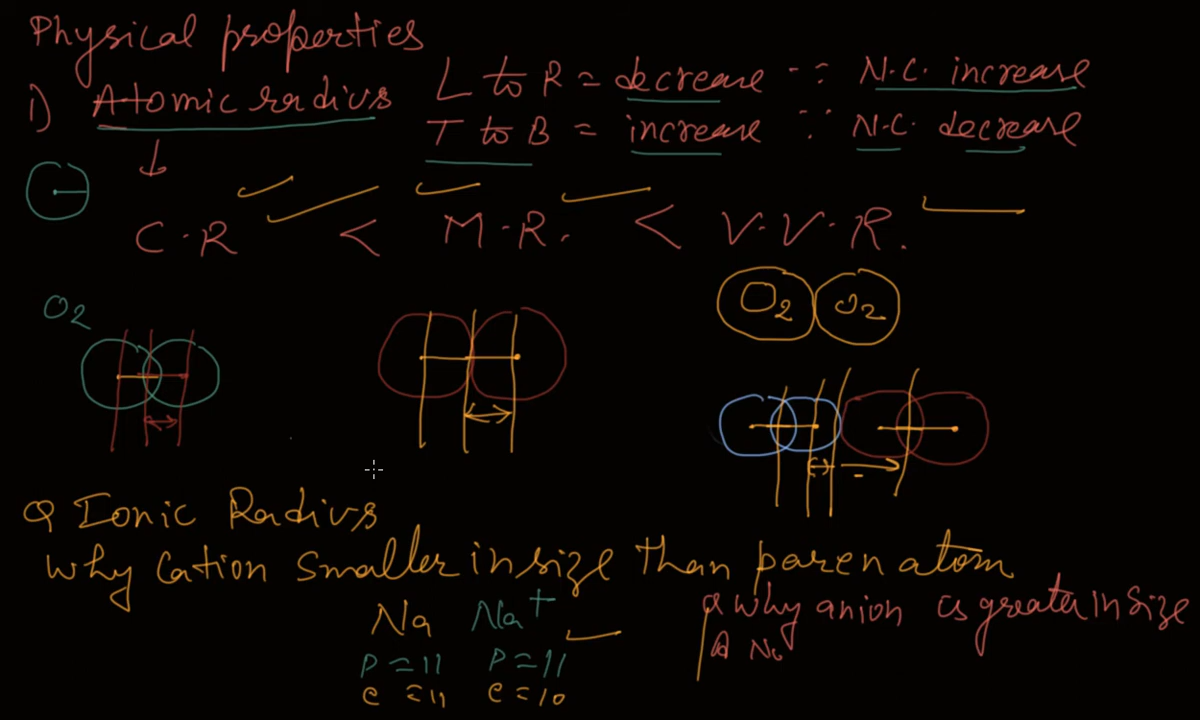 Physical properties
1) Atomic radius
L to R = decrease ∵ N.C. increase
T to B = increase ∵ N.C. decrease
C.R < M.R. < V.V.R.
O2
O2 O2
Q Ionic Radius
Why Cation Smaller in size Than paren atom
Na Na+
P = 11 P = 11
e = 11 e = 10
Q Why anion is greater in size